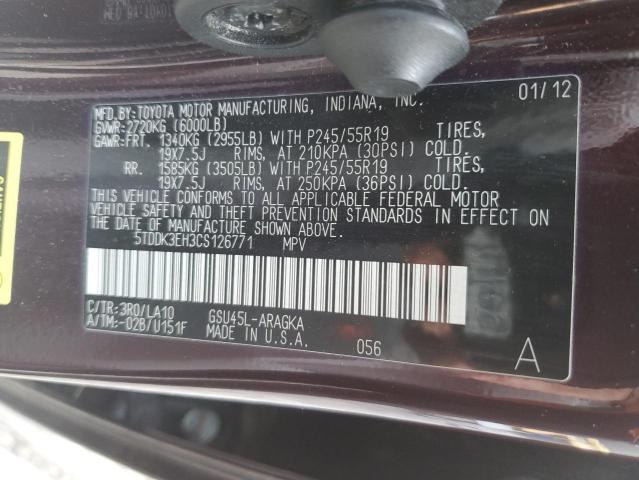 MFD.BY:TOYOTA MOTOR MANUFACTURING, INDIANA, INC. 01/12
GVWR:2720KG (6000LB)
GAWR:FRT. 1340KG (2955LB) WITH P245/55R19 TIRES,
19X7.5J RIMS, AT 210KPA (30PSI) COLD.
RR. 1585KG (3505LB) WITH P245/55R19 TIRES,
19X7.5J RIMS, AT 250KPA (36PSI) COLD.
THIS VEHICLE CONFORMS TO ALL APPLICABLE FEDERAL MOTOR
VEHICLE SAFETY AND THEFT PREVENTION STANDARDS IN EFFECT ON
THE DATE OF MANUFACTURE SHOWN ABOVE.
5TDDK3EH3CS126771 MPV
C/TR:3R0/LA10 GSU45L-ARAGKA
A/TM:-02B/U151F MADE IN U.S.A.
056 A